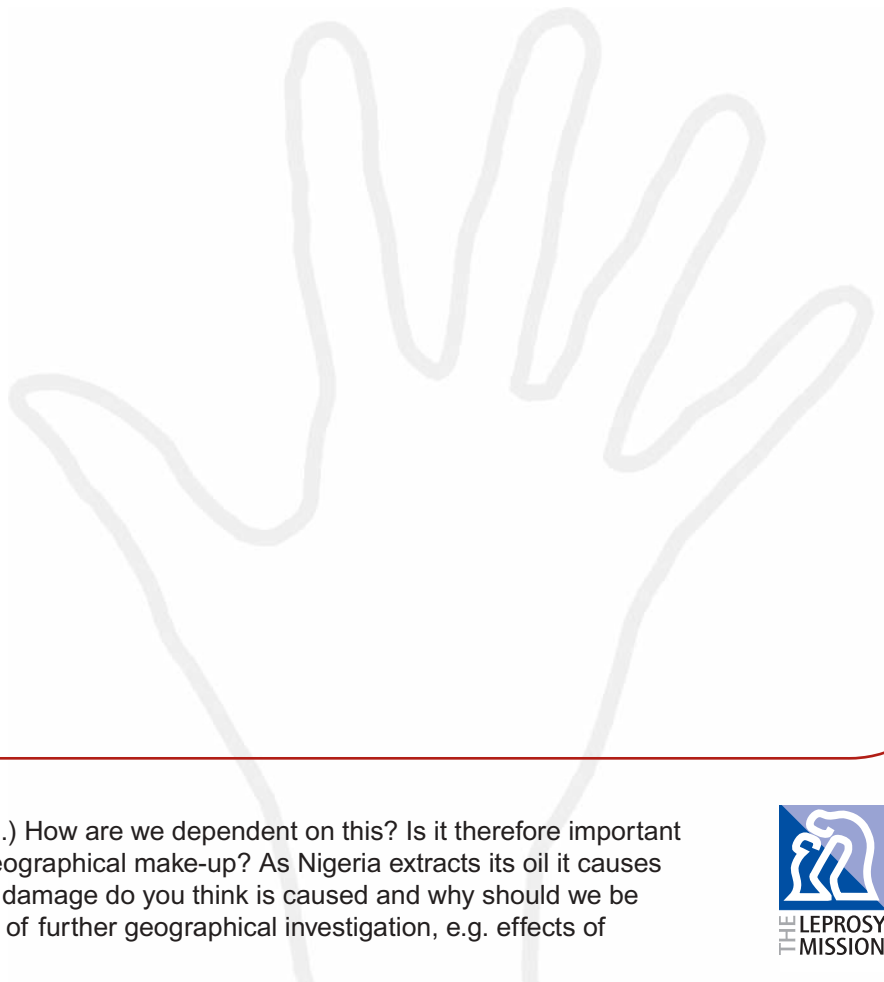 .) How are we dependent on this? Is it therefore important
eographical make-up? As Nigeria extracts its oil it causes
damage do you think is caused and why should we be
of further geographical investigation, e.g. effects of
THE LEPROSY
MISSION